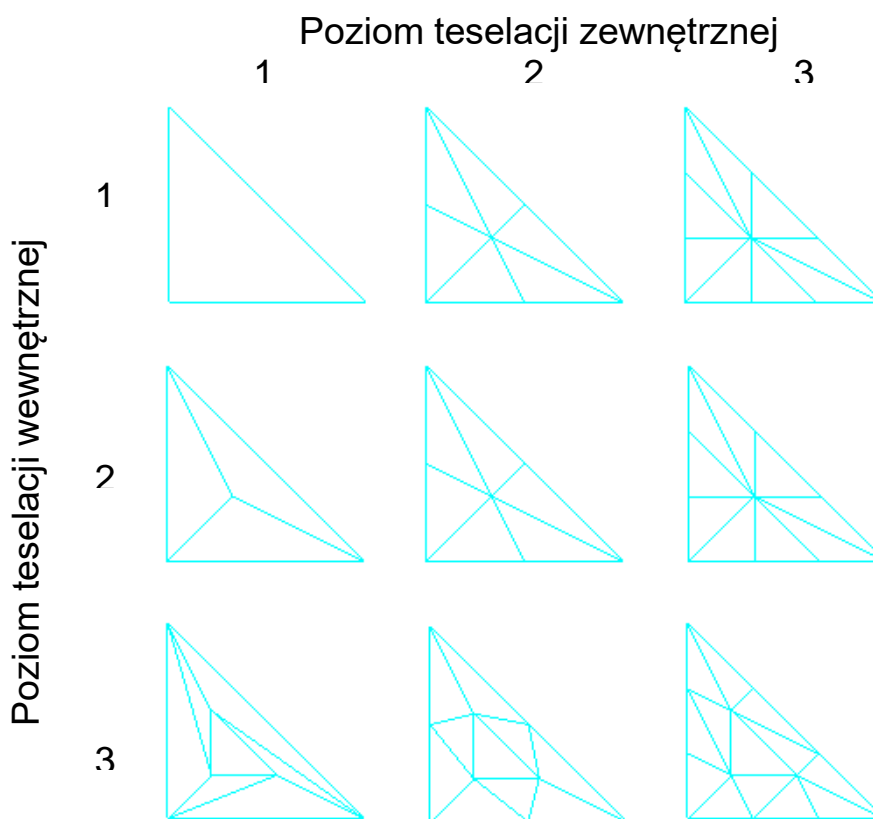 Poziom teselacji zewnętrznej
1 2 3
Poziom teselacji wewnętrznej
1
2
3